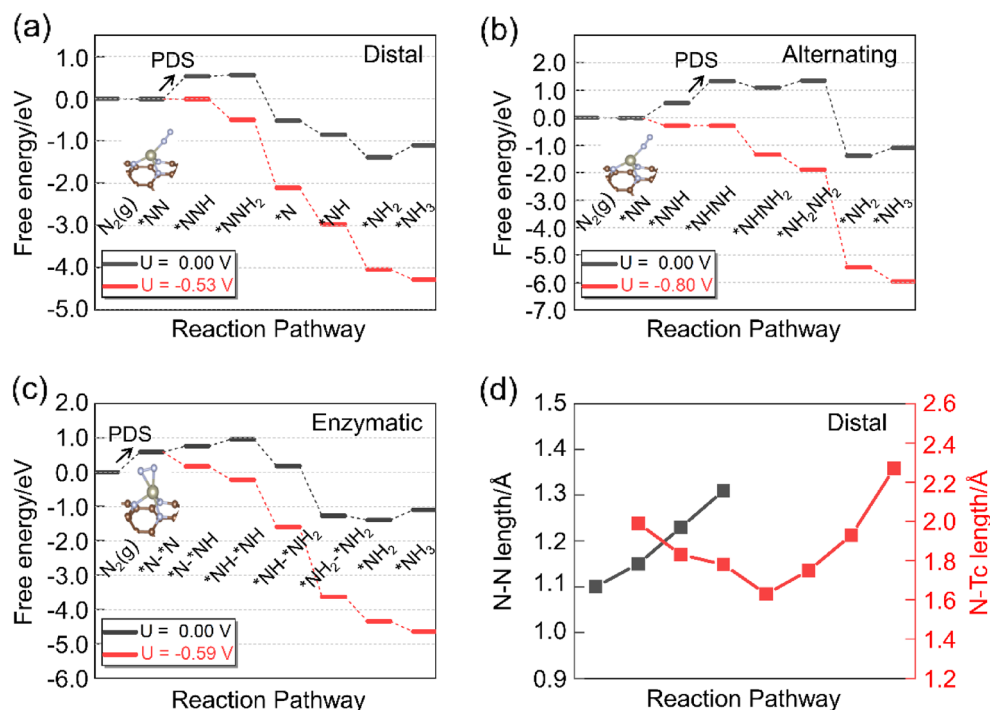 (a)
Distal
PDS
1.0
0.0
-1.0
-2.0
-3.0
-4.0
-5.0
Free energy/eV
N₂(g)
*NN
*NNH
*NNH₂
*N
*NH
*NH₂
*NH₃
U = 0.00 V
U = -0.53 V
Reaction Pathway
(b)
Alternating
PDS
2.0
1.0
0.0
-1.0
-2.0
-3.0
-4.0
-5.0
-6.0
-7.0
Free energy/eV
N₂(g)
*NN
*NNH
*NHNH
*NHNH₂
*NH₂NH₂
*NH₂
*NH₃
U = 0.00 V
U = -0.80 V
Reaction Pathway
(c)
Enzymatic
PDS
2.0
1.0
0.0
-1.0
-2.0
-3.0
-4.0
-5.0
-6.0
Free energy/eV
N₂(g)
*N-*N
*N-*NH
*NH-*NH
*NH-*NH₂
*NH₂-*NH₂
*NH₂
*NH₃
U = 0.00 V
U = -0.59 V
Reaction Pathway
(d)
Distal
1.5
1.4
1.3
1.2
1.1
1.0
0.9
N-N length/Å
2.6
2.4
2.2
2.0
1.8
1.6
1.4
1.2
N-Tc length/Å
Reaction Pathway